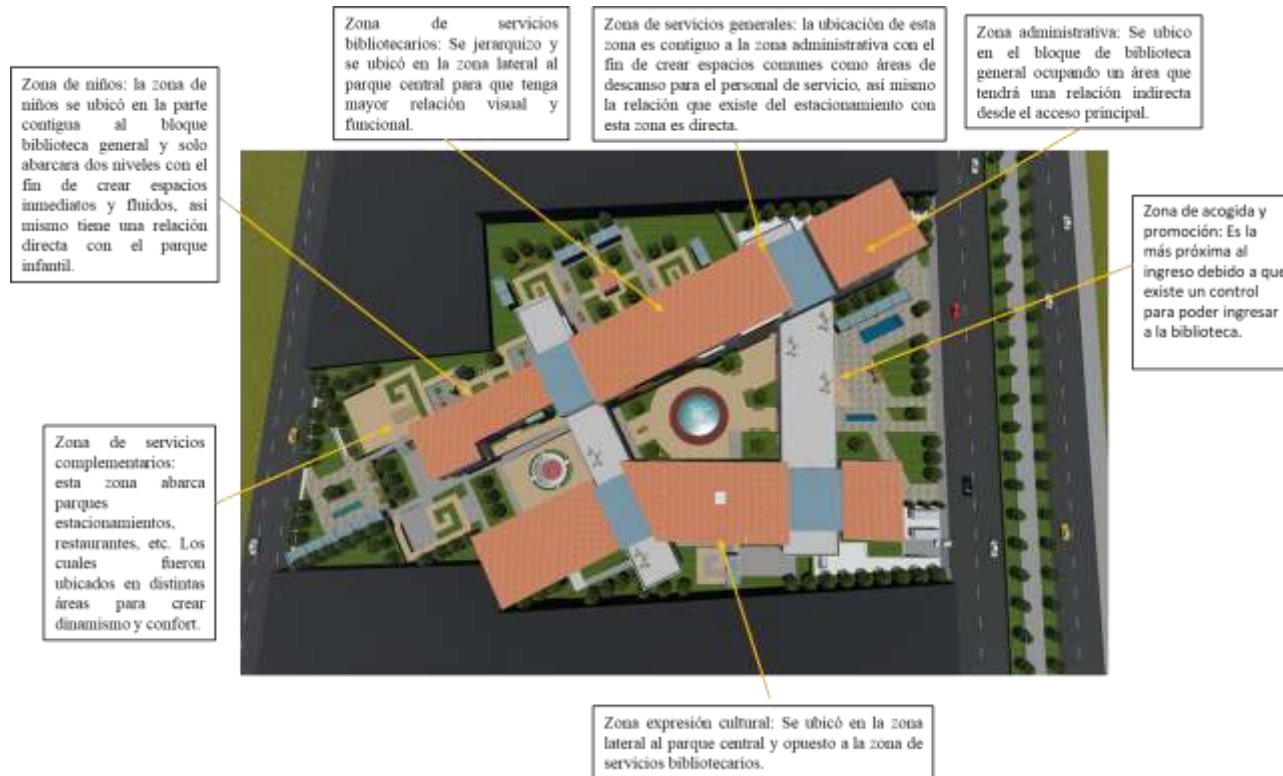 Zona de servicios
bibliotecarios: Se jerarquizo y
se ubicó en la zona lateral al
parque central para que tenga
mayor relación visual y
funcional.
Zona de servicios generales: la ubicación de esta
zona es contiguo a la zona administrativa con el
fin de crear espacios comunes como áreas de
descanso para el personal de servicio, así mismo
la relación que existe del estacionamiento con
esta zona es directa.
Zona administrativa: Se ubico
en el bloque de biblioteca
general ocupando un área que
tendrá una relación indirecta
desde el acceso principal.
Zona de niños: la zona de
niños se ubicó en la parte
contigua al bloque
biblioteca general y solo
abarcara dos niveles con el
fin de crear espacios
inmediatos y fluidos, así
mismo tiene una relación
directa con el parque
infantil.
Zona de acogida y
promoción: Es la
más próxima al
ingreso debido a que
existe un control
para poder ingresar
a la biblioteca.
Zona de servicios
complementarios:
esta zona abarca
parques
estacionamientos,
restaurantes, etc. Los
cuales fueron
ubicados en distintas
áreas para crear
dinamismo y confort.
Zona expresión cultural: Se ubicó en la zona
lateral al parque central y opuesto a la zona de
servicios bibliotecarios.